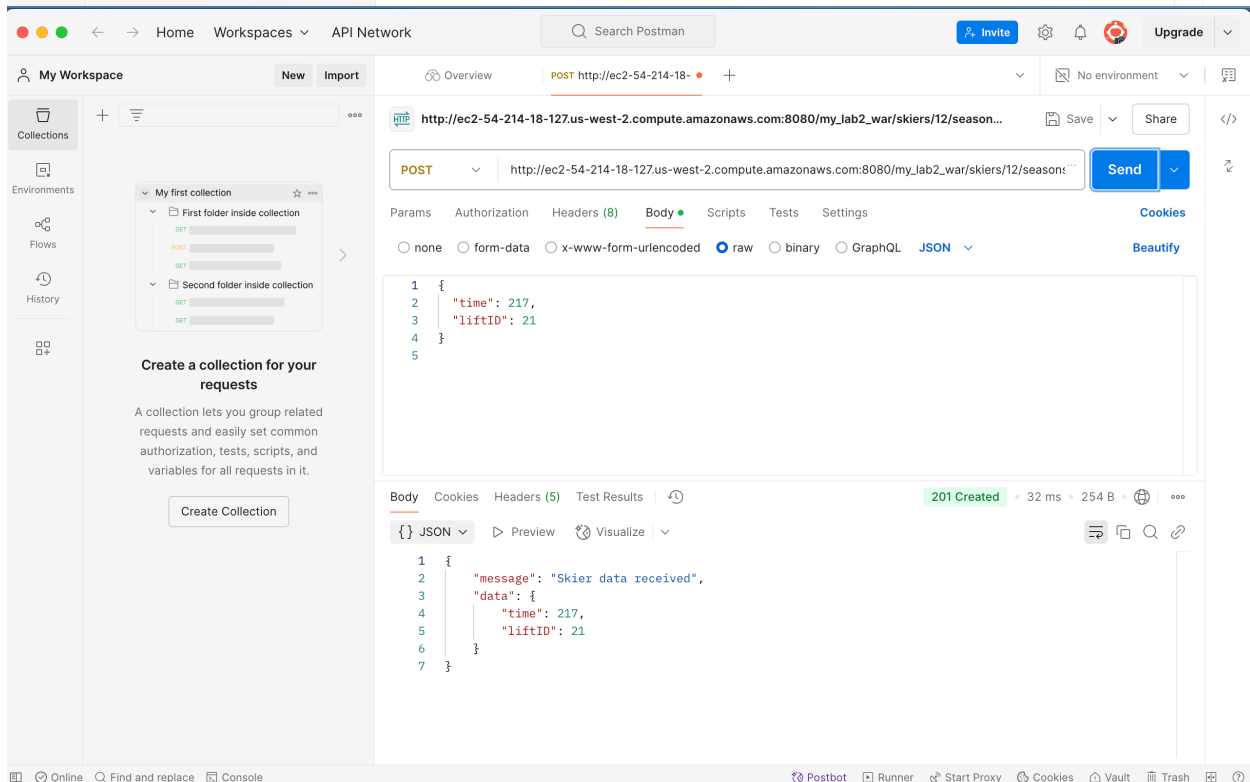 Home Workspaces API Network Search Postman Invite Upgrade
My Workspace New Import Overview POST http://ec2-54-214-18- No environment
Collections
Environments
Flows
History
My first collection
First folder inside collection
GET
POST
GET
Second folder inside collection
GET
GET
Create a collection for your
requests
A collection lets you group related
requests and easily set common
authorization, tests, scripts, and
variables for all requests in it.
Create Collection
HTTP http://ec2-54-214-18-127.us-west-2.compute.amazonaws.com:8080/my_lab2_war/skiers/12/season... Save Share
POST http://ec2-54-214-18-127.us-west-2.compute.amazonaws.com:8080/my_lab2_war/skiers/12/seasons ... Send
Params Authorization Headers (8) Body Scripts Tests Settings Cookies
none form-data x-www-form-urlencoded raw binary GraphQL JSON Beautify
1 {
2 "time": 217,
3 "liftID": 21
4 }
5
Body Cookies Headers (5) Test Results 201 Created • 32 ms • 254 B •
{} JSON Preview Visualize
1 {
2 "message": "Skier data received",
3 "data": {
4 "time": 217,
5 "liftID": 21
6 }
7 }
Online Find and replace Console Postbot Runner Start Proxy Cookies Vault Trash